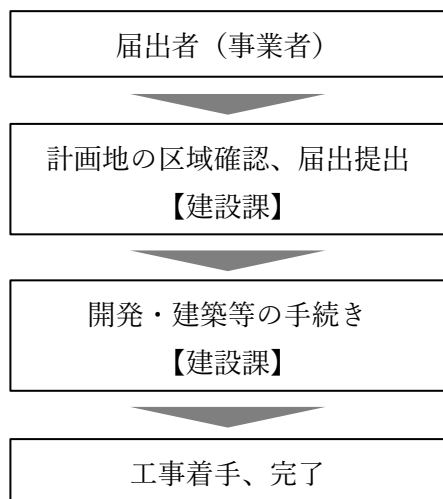 届出者（事業者）
計画地の区域確認、届出提出
【建設課】
開発・建築等の手続き
【建設課】
工事着手、完了